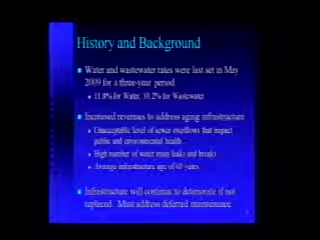 History and Background
Water and wastewater rates were last set in May
2009 for a three-year period
11.8% for Water, 10.2% for Wastewater
Increased revenues to address aging infrastructure
Unacceptable level of sewer overflows that impact
public and environmental health
High number of water main leaks and breaks
Average infrastructure age of 60 years
Infrastructure will continue to deteriorate if not
replaced. Must address deferred maintenance